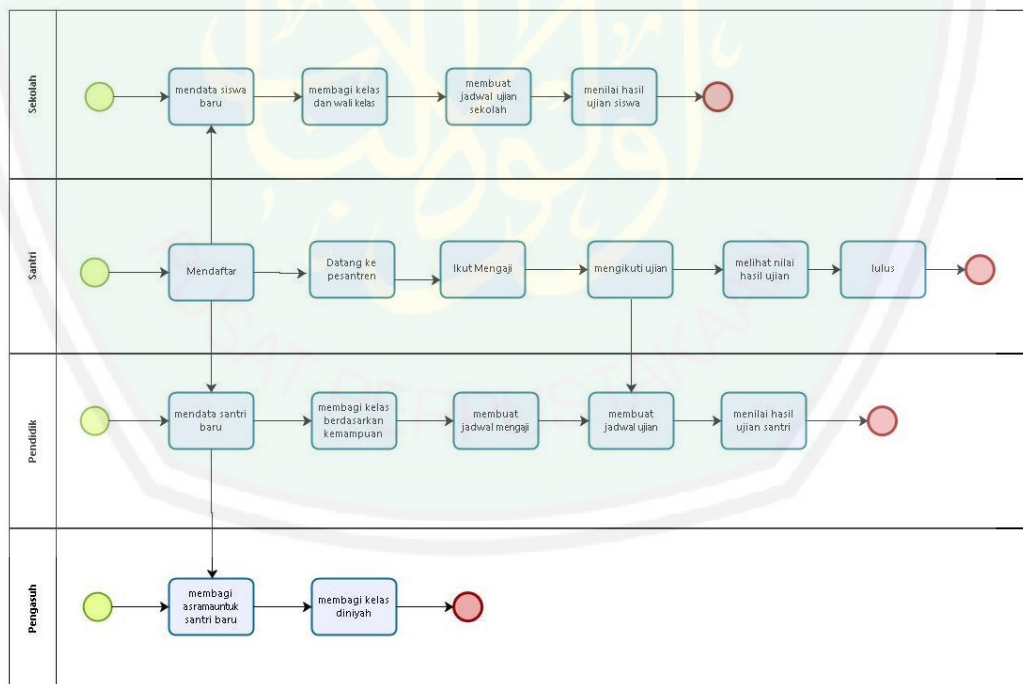 Sekolah
mendata siswa
baru
membagi kelas
dan wali kelas
membuat
jadwal ujian
sekolah
menilai hasil
ujian siswa
Santri
Mendaftar
Datang ke
pesantren
Ikut Mengaji
mengikuti ujian
melihat nilai
hasil ujian
lulus
Pendidik
mendata santri
baru
membagi kelas
berdasarkan
kemampuan
membuat
jadwal mengaji
membuat
jadwal ujian
menilai hasil
ujian santri
Pengasuh
membagi
asramauntuk
santri baru
membagi kelas
diniyah